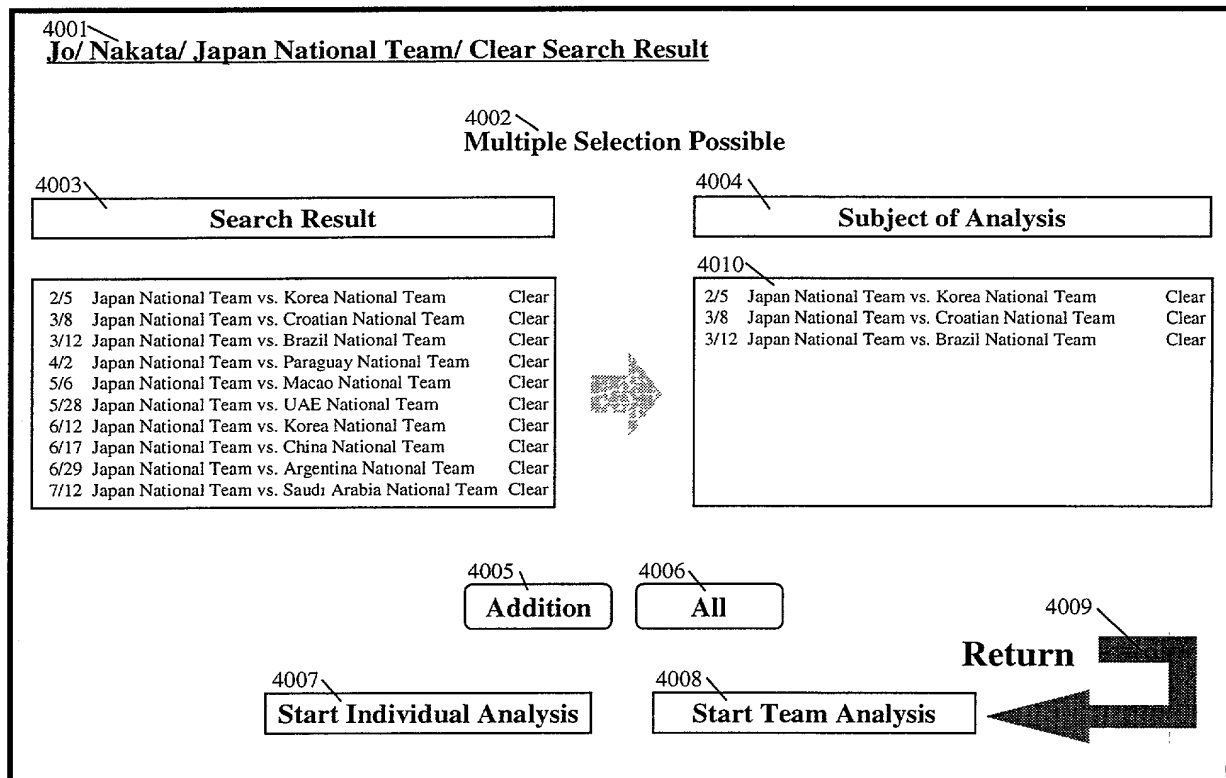 4001
Jo/ Nakata/ Japan National Team/ Clear Search Result
4002
Multiple Selection Possible
4003
Search Result
2/5 Japan National Team vs. Korea National Team Clear
3/8 Japan National Team vs. Croatian National Team Clear
3/12 Japan National Team vs. Brazil National Team Clear
4/2 Japan National Team vs. Paraguay National Team Clear
5/6 Japan National Team vs. Macao National Team Clear
5/28 Japan National Team vs. UAE National Team Clear
6/12 Japan National Team vs. Korea National Team Clear
6/17 Japan National Team vs. China National Team Clear
6/29 Japan National Team vs. Argentina National Team Clear
7/12 Japan National Team vs. Saudi Arabia National Team Clear
4004
Subject of Analysis
4010
2/5 Japan National Team vs. Korea National Team Clear
3/8 Japan National Team vs. Croatian National Team Clear
3/12 Japan National Team vs. Brazil National Team Clear
4005
Addition
4006
All
4009
Return
4007
Start Individual Analysis
4008
Start Team Analysis